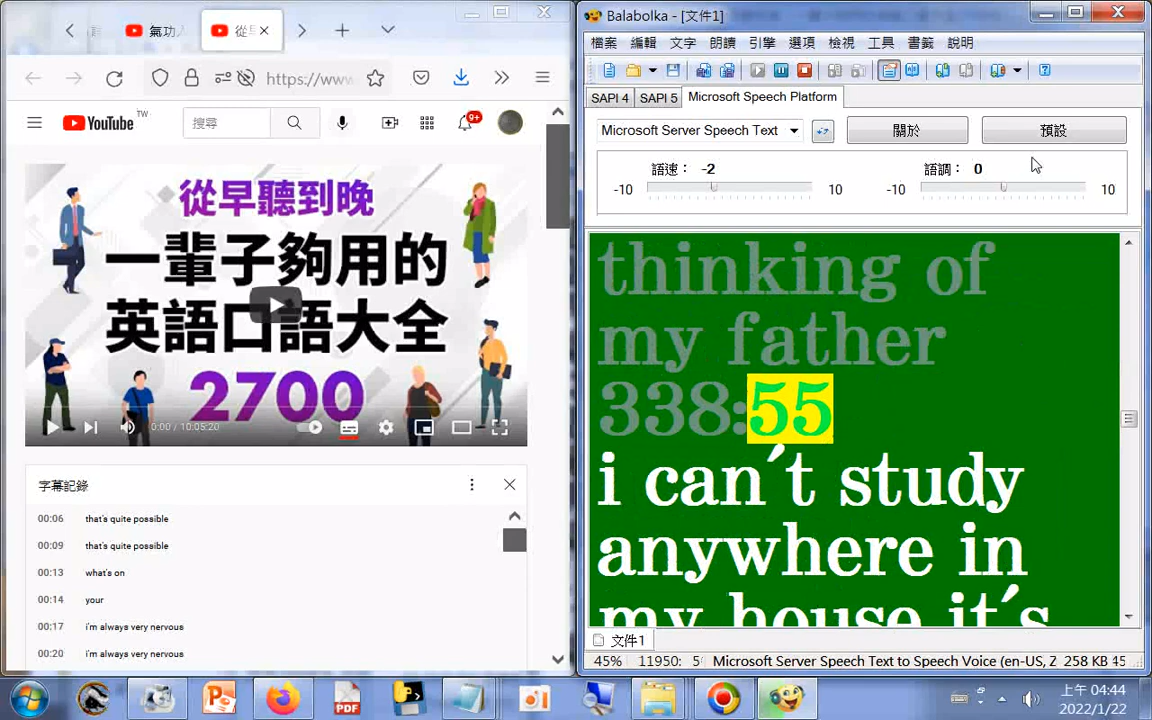 氣功
從
https://www
YouTube TW
搜尋
9+
從早聽到晚
一輩子夠用的
英語口語大全
2700
0:00 / 10:05:20
字幕記錄
00:06 that's quite possible
00:09 that's quite possible
00:13 what's on
00:14 your
00:17 i'm always very nervous
00:20 i'm always very nervous
Balabolka - [文件1]
檔案 編輯 文字 朗讀 引擎 選項 檢視 工具 書籤 說明
SAPI 4 SAPI 5 Microsoft Speech Platform
Microsoft Server Speech Text 關於 預設
語速： -2 語調： 0
-10 10 -10 10
thinking of
my father
338:55
i can't study
anywhere in
my house it's
文件1
45% 11950: 5 Microsoft Server Speech Text to Speech Voice (en-US, Z 258 KB 45
PDF
上午 04:44
2022/1/22